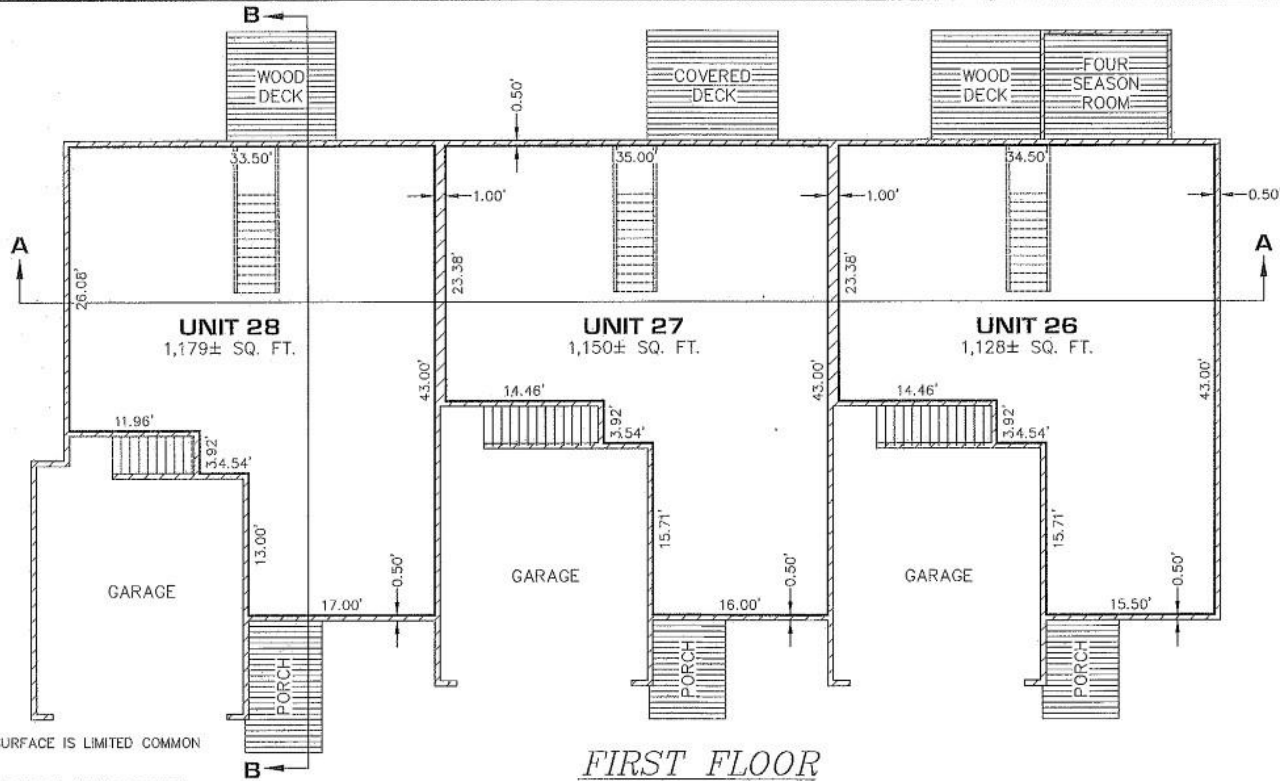 B
WOOD
DECK
COVERED
DECK
WOOD
DECK
FOUR
SEASON
ROOM
0.50'
33.50'
35.00'
34.50'
1.00'
1.00'
0.50
A
A
26.08'
23.38'
23.38'
UNIT 28
1,179± SQ. FT.
UNIT 27
1,150± SQ. FT.
UNIT 26
1,128± SQ. FT.
43.00'
43.00'
43.00'
11.96'
14.46'
14.46'
3.92'
4.54'
3.92'
3.54'
3.92'
4.54'
13.00'
15.71'
15.71'
GARAGE
GARAGE
GARAGE
17.00'
0.50'
16.00'
0.50'
15.50'
0.50'
PORCH
PORCH
PORCH
SURFACE IS LIMITED COMMON
B
FIRST FLOOR